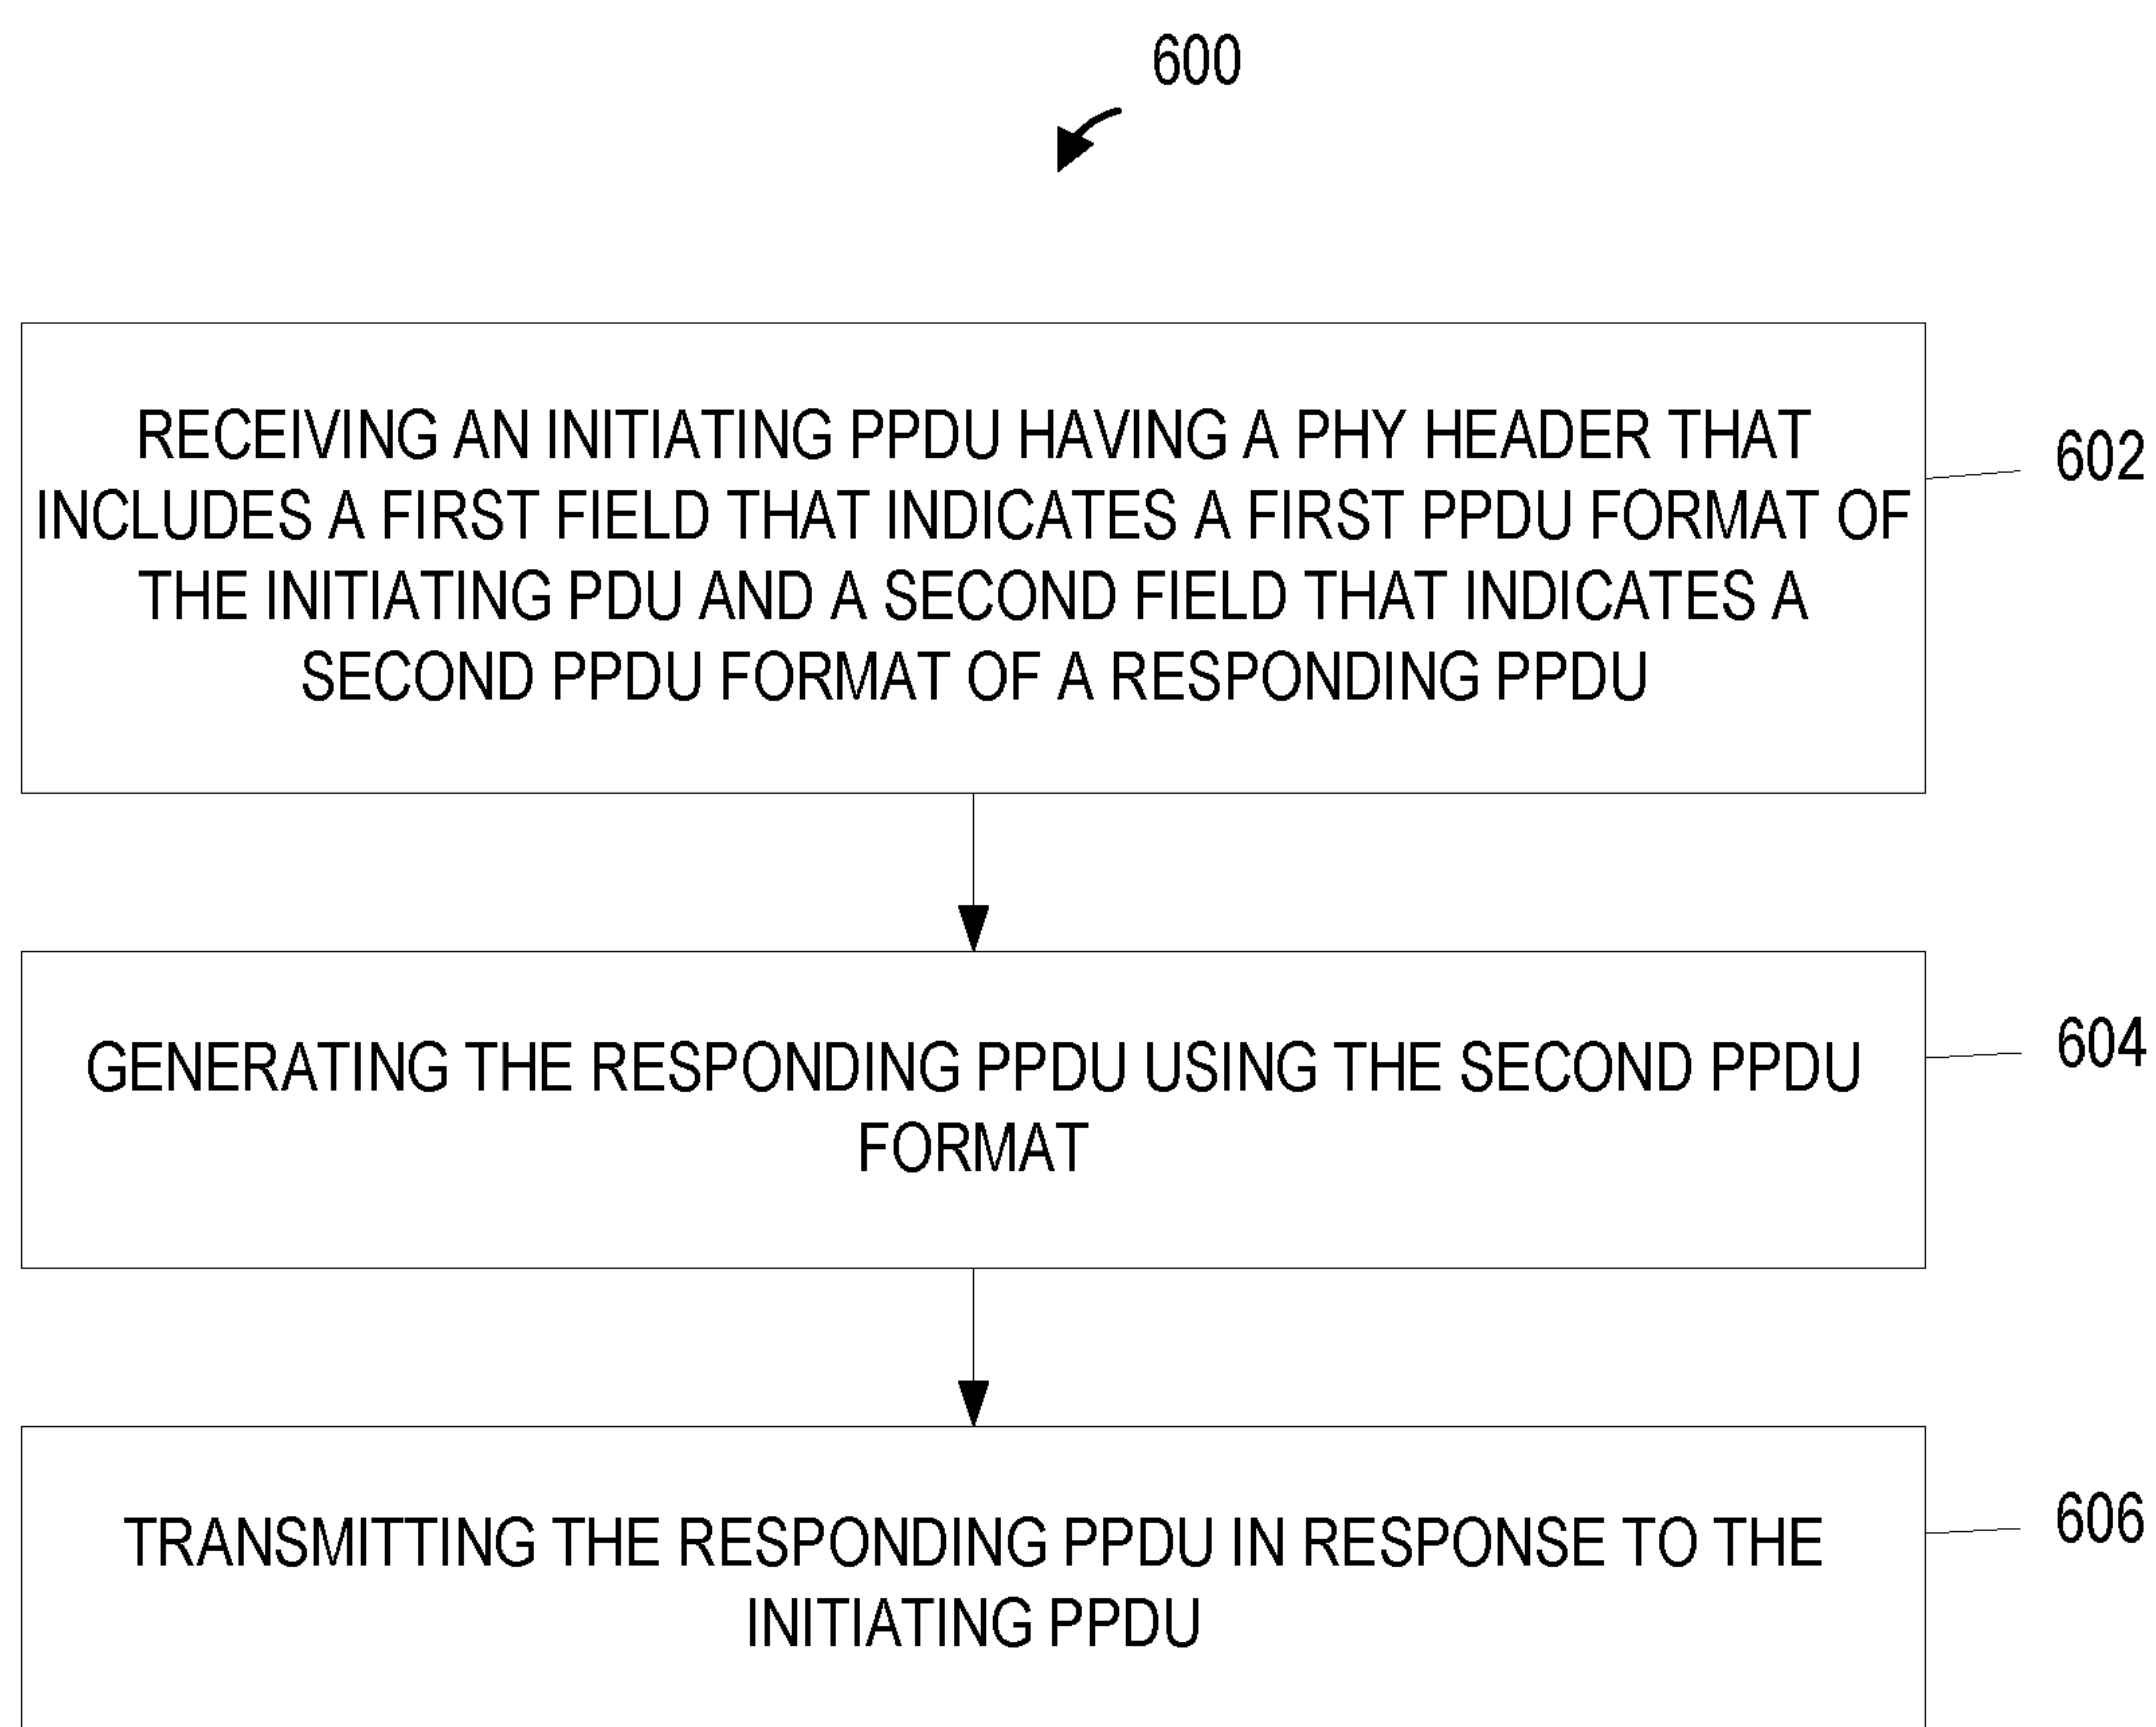 600
RECEIVING AN INITIATING PPDU HAVING A PHY HEADER THAT
INCLUDES A FIRST FIELD THAT INDICATES A FIRST PPDU FORMAT OF
THE INITIATING PDU AND A SECOND FIELD THAT INDICATES A
SECOND PPDU FORMAT OF A RESPONDING PPDU
602
GENERATING THE RESPONDING PPDU USING THE SECOND PPDU
FORMAT
604
TRANSMITTING THE RESPONDING PPDU IN RESPONSE TO THE
INITIATING PPDU
606